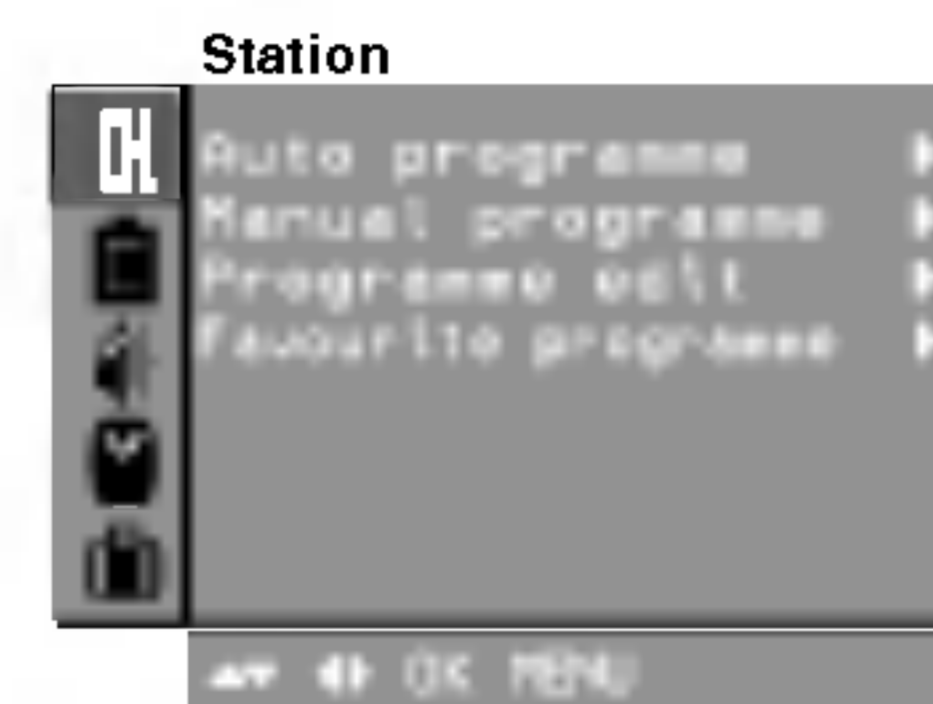 Station
CH
Auto programme
Manual programme
Programme edit
Favourite programme
▲▼ ◀▶ OK MENU